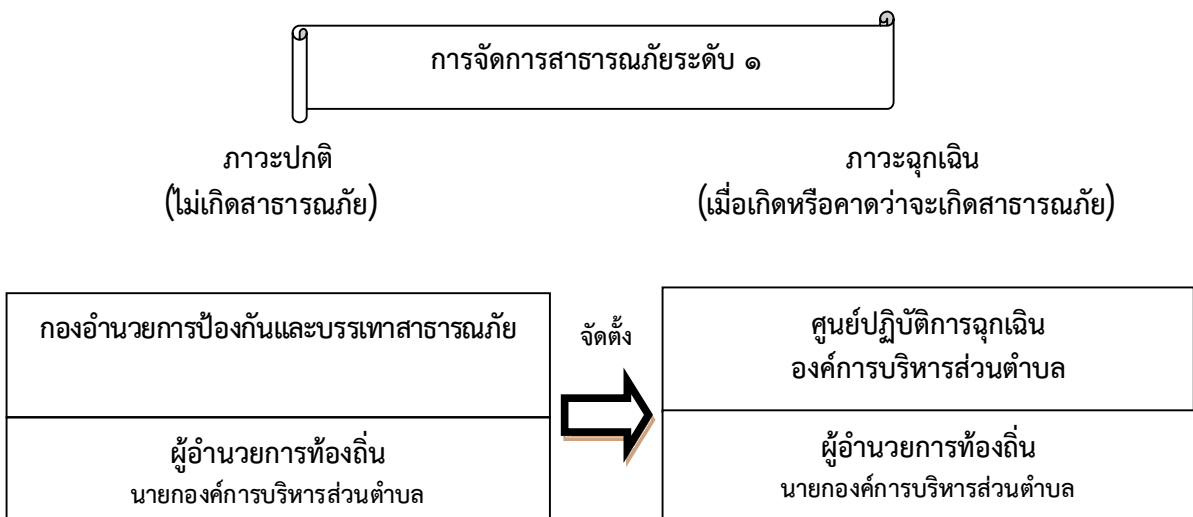 การจัดการสาธารณภัยระดับ ๑
ภาวะปกติ
(ไม่เกิดสาธารณภัย)
ภาวะฉุกเฉิน
(เมื่อเกิดหรือคาดว่าจะเกิดสาธารณภัย)
กองอำนวยการป้องกันและบรรเทาสาธารณภัย
ผู้อำนวยการท้องถิ่น
นายกองค์การบริหารส่วนตำบล
จัดตั้ง
ศูนย์ปฏิบัติการฉุกเฉิน
องค์การบริหารส่วนตำบล
ผู้อำนวยการท้องถิ่น
นายกองค์การบริหารส่วนตำบล